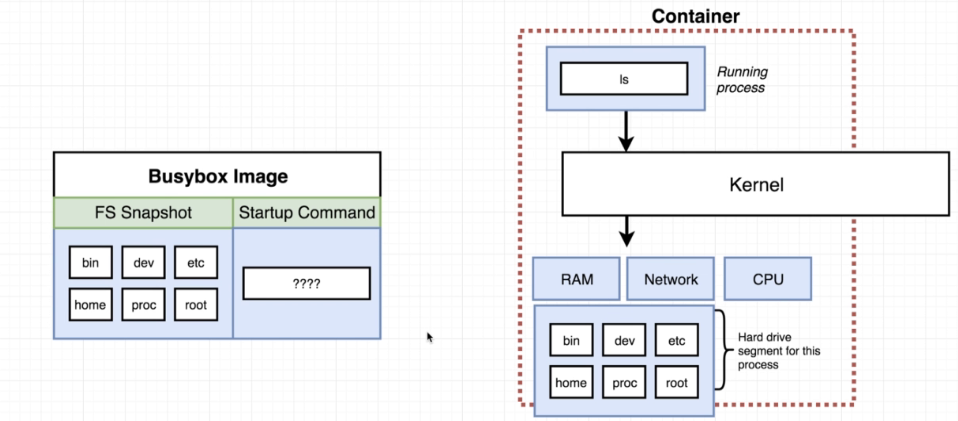 Container
ls
Running
process
Kernel
Busybox Image
FS Snapshot
Startup Command
bin
dev
etc
home
proc
root
????
RAM
Network
CPU
bin
dev
etc
home
proc
root
Hard drive
segment for this
process